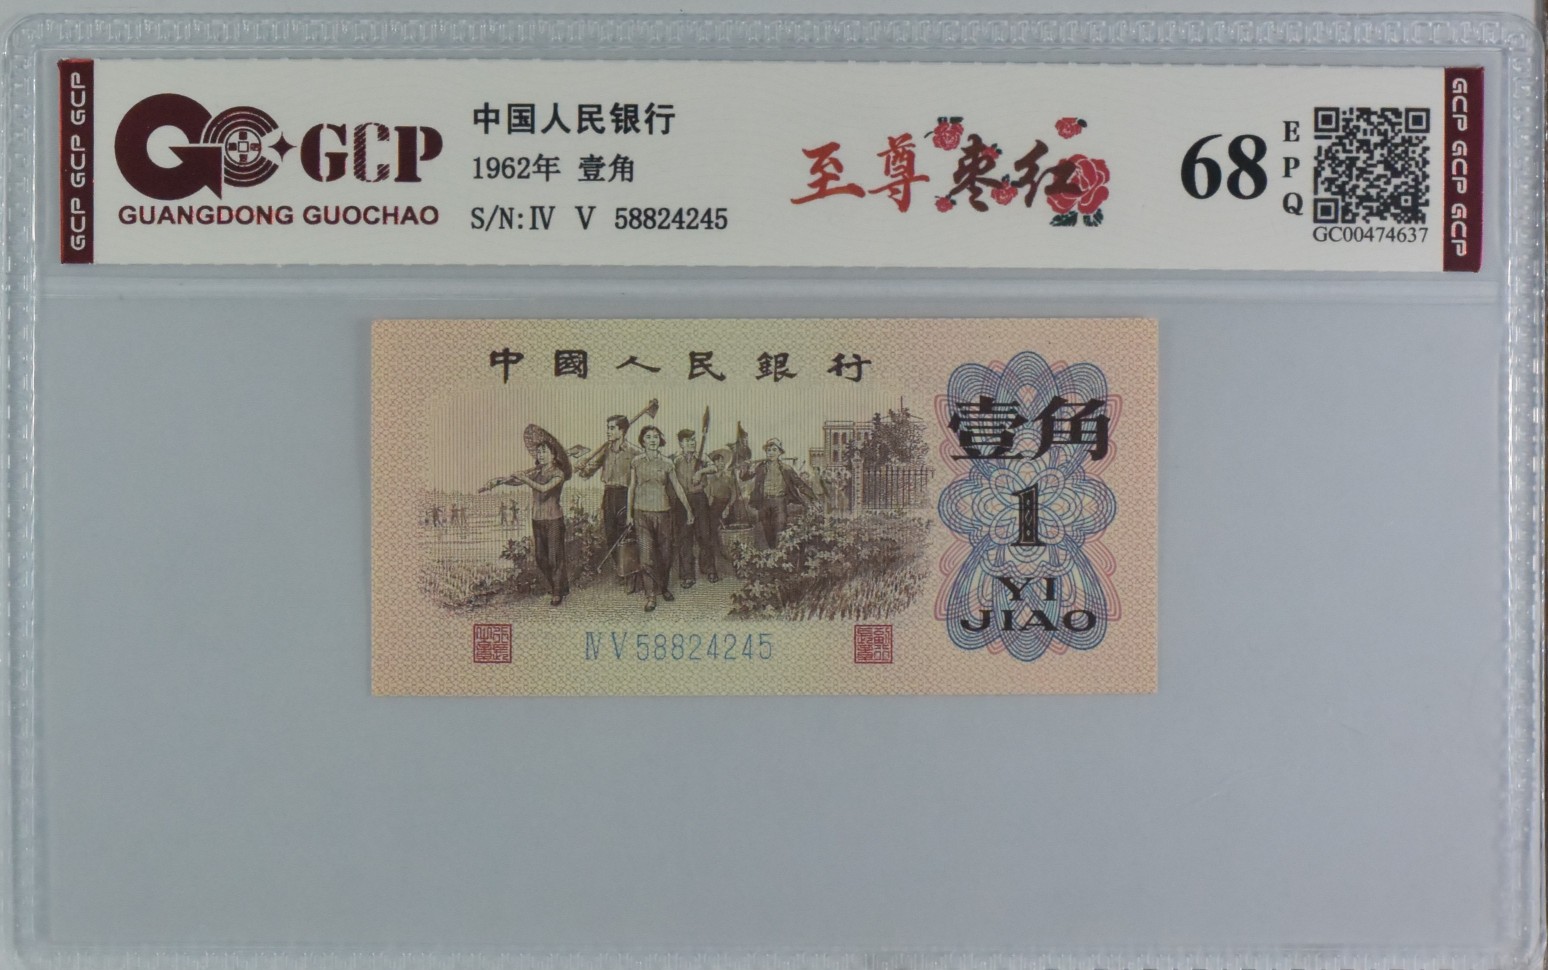 GCP GCP GCP
GCP
GUANGDONG GUOCHAO
中国人民银行
1962年 壹角
S/N:Ⅳ Ⅴ 58824245
至尊枣红
68
EPQ
GC00474637
GCP GCP GCP
中國人民銀行
壹角
1
YI
JIAO
ⅣⅤ58824245